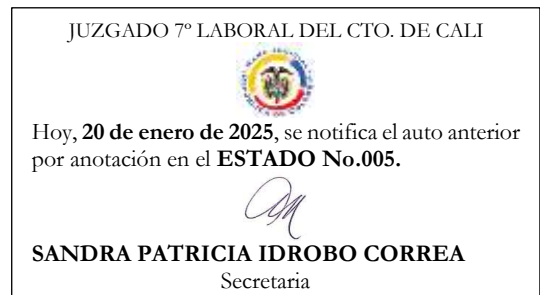 JUZGADO 7º LABORAL DEL CTO. DE CALI
Hoy, 20 de enero de 2025, se notifica el auto anterior
por anotación en el ESTADO No.005.
SANDRA PATRICIA IDROBO CORREA
Secretaria